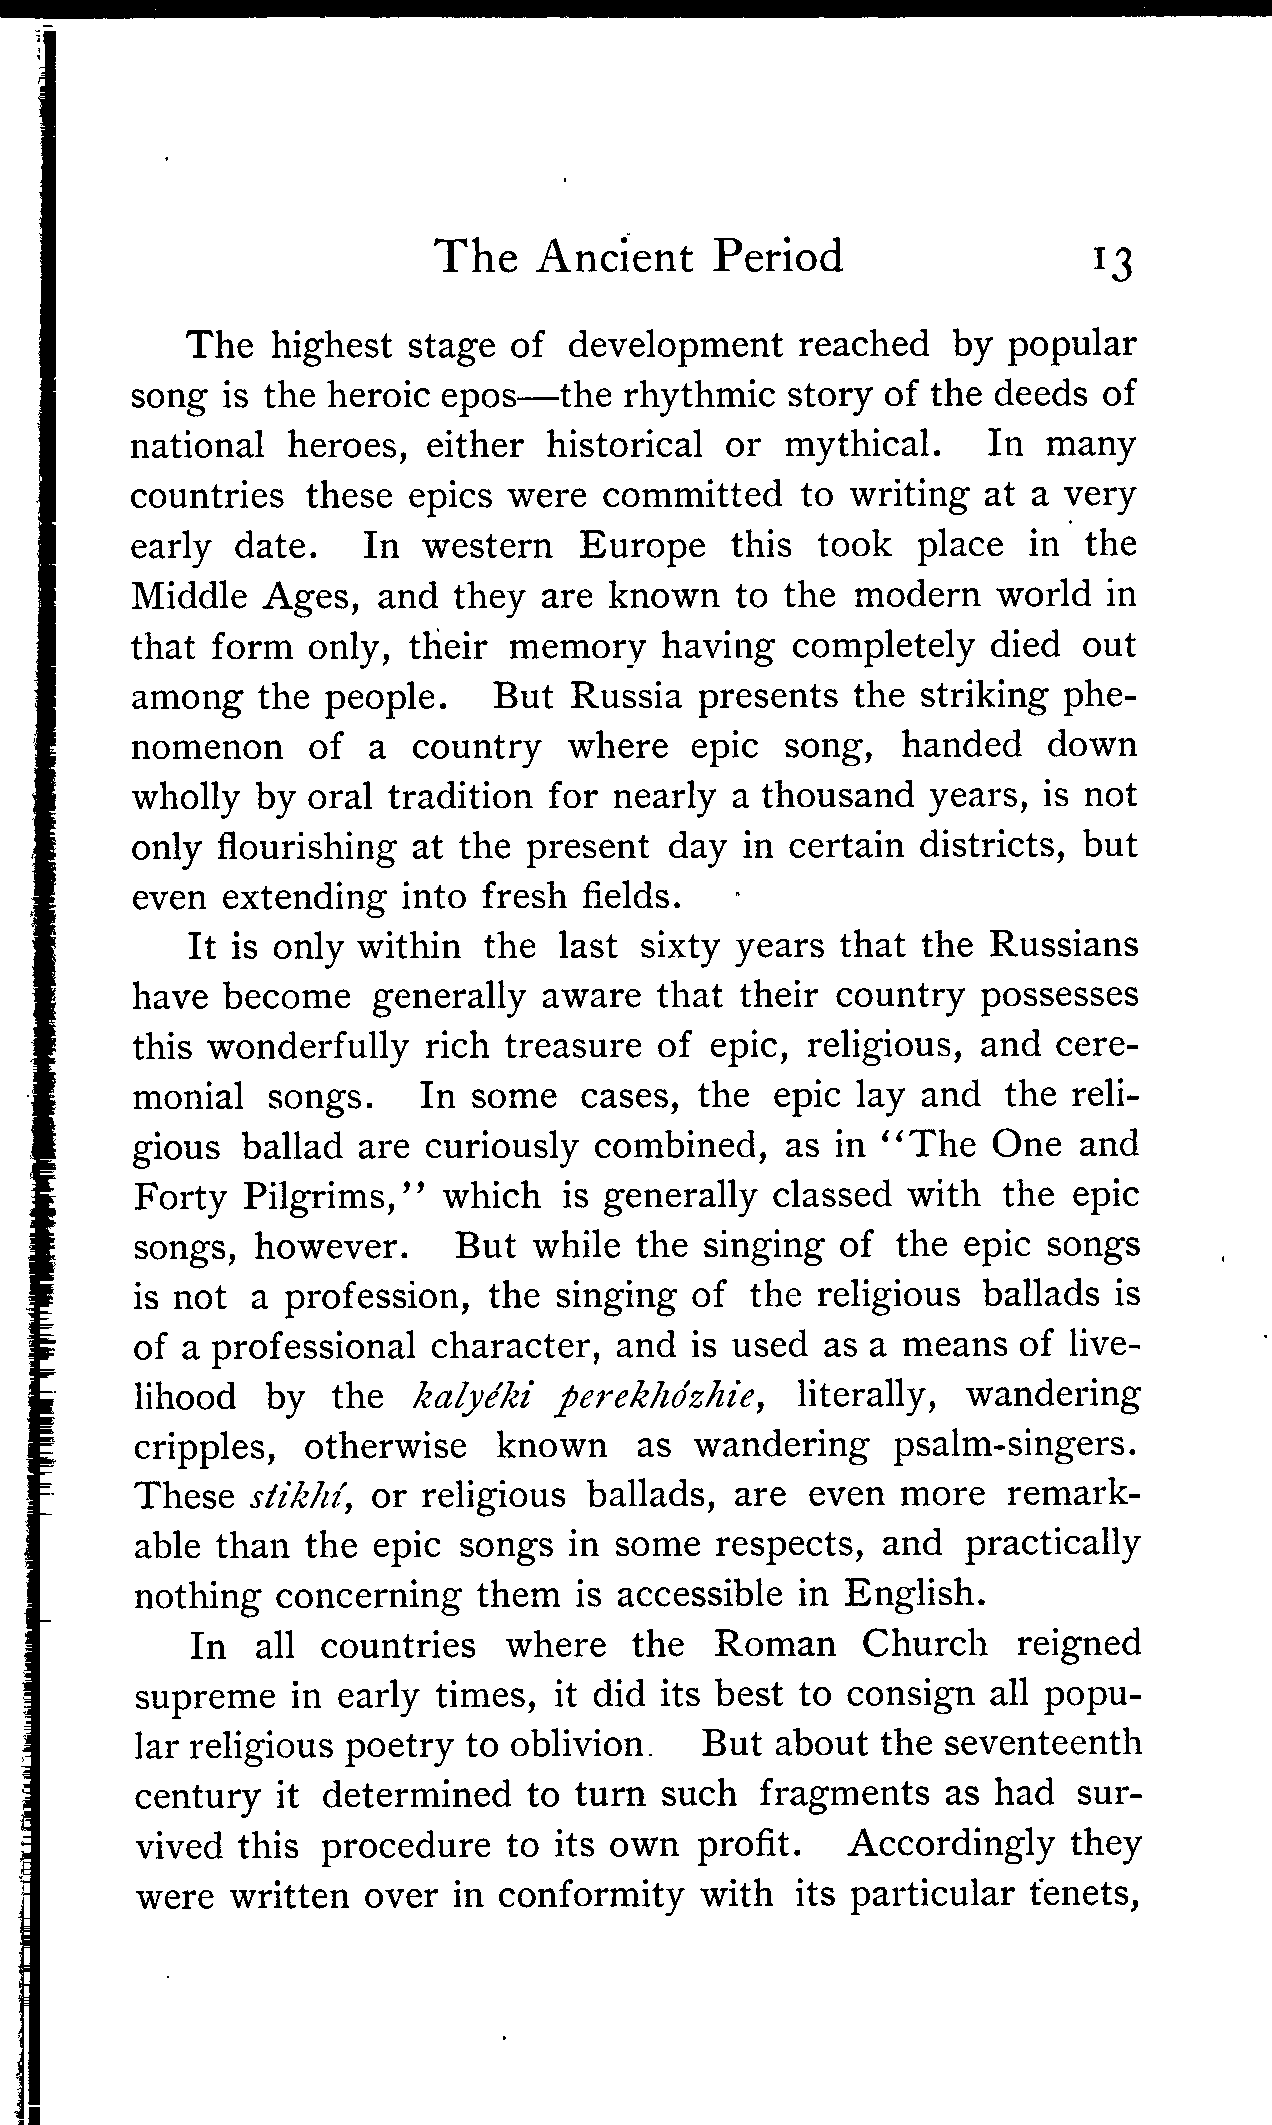 The Ancient Period 13
The highest stage of development reached by popular
song is the heroic epos—the rhythmic story of the deeds of
national heroes, either historical or mythical. In many
countries these epics were committed to writing at a very
early date. In western Europe this took place in the
Middle Ages, and they are known to the modern world in
that form only, their memory having completely died out
among the people. But Russia presents the striking phe-
nomenon of a country where epic song, handed down
wholly by oral tradition for nearly a thousand years, is not
only flourishing at the present day in certain districts, but
even extending into fresh fields.
It is only within the last sixty years that the Russians
have become generally aware that their country possesses
this wonderfully rich treasure of epic, religious, and cere-
monial songs. In some cases, the epic lay and the reli-
gious ballad are curiously combined, as in “The One and
Forty Pilgrims,” which is generally classed with the epic
songs, however. But while the singing of the epic songs
is not a profession, the singing of the religious ballads is
of a professional character, and is used as a means of live-
lihood by the kalyéki perekhózhie, literally, wandering
cripples, otherwise known as wandering psalm-singers.
These stikhí, or religious ballads, are even more remark-
able than the epic songs in some respects, and practically
nothing concerning them is accessible in English.
In all countries where the Roman Church reigned
supreme in early times, it did its best to consign all popu-
lar religious poetry to oblivion. But about the seventeenth
century it determined to turn such fragments as had sur-
vived this procedure to its own profit. Accordingly they
were written over in conformity with its particular tenets,